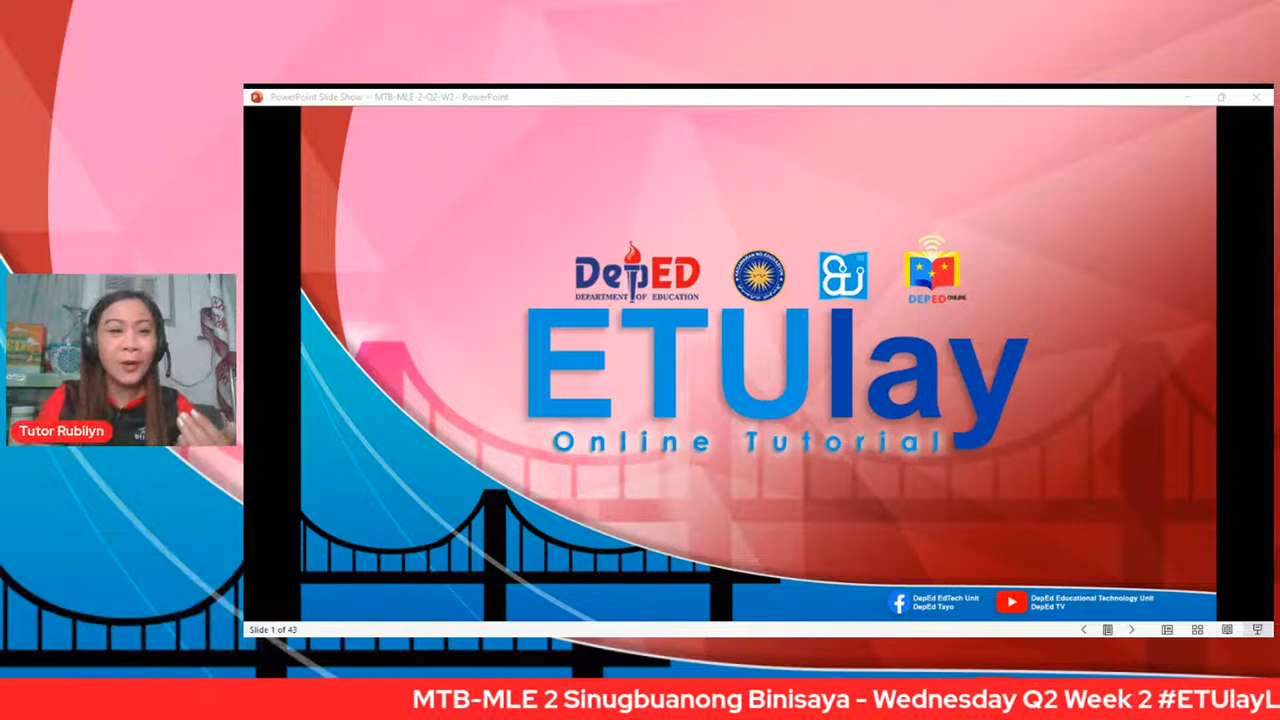 PowerPoint Slide Show - MTB-MLE-2-Q2-W2 - PowerPoint
DepED
DEPARTMENT OF EDUCATION
DEPED ONLINE
ETUlay
Online Tutorial
Tutor Rubilyn
DepEd EdTech Unit
DepEd Tayo
DepEd Educational Technology Unit
DepEd TV
Slide 1 of 43
MTB-MLE 2 Sinugbuanong Binisaya - Wednesday Q2 Week 2 #ETUlayL